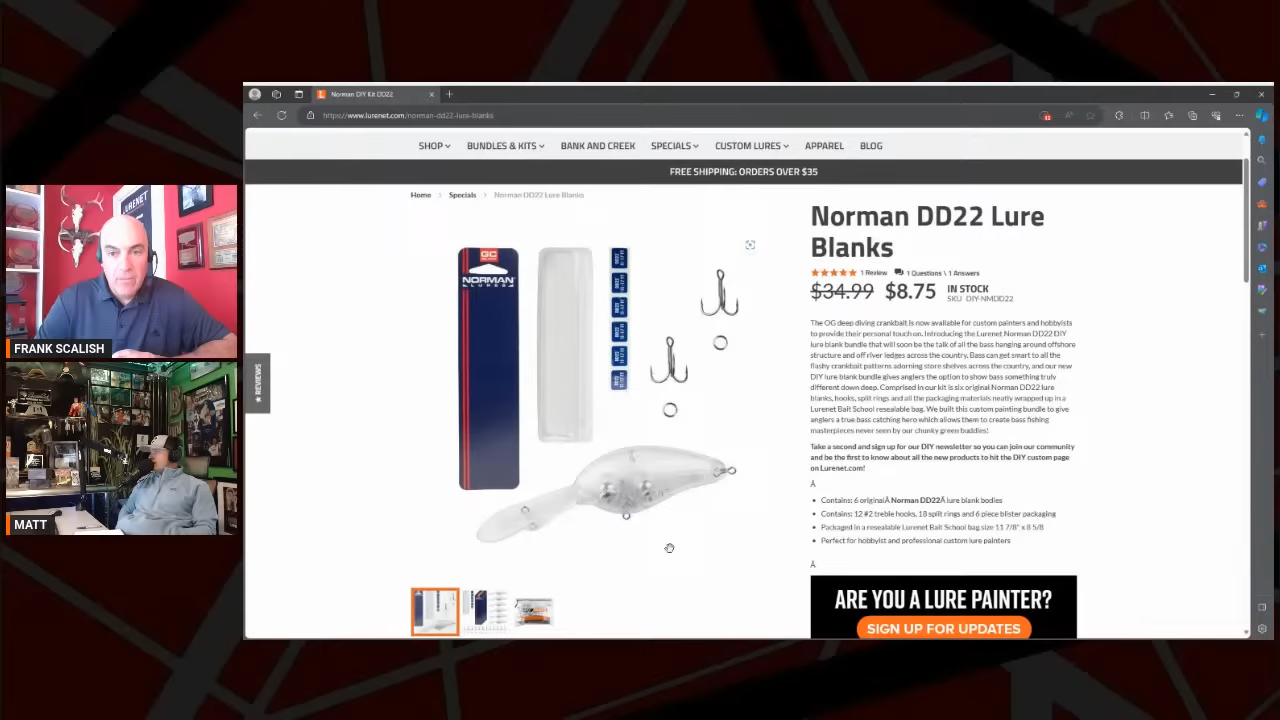 Norman DIY Kit DD22
https://www.lurenet.com/norman-dd22-lure-blanks
SHOP
BUNDLES & KITS
BANK AND CREEK
SPECIALS
CUSTOM LURES
APPAREL
BLOG
FREE SHIPPING: ORDERS OVER $35
Home
Specials
Norman DD22 Lure Blanks
Norman DD22 Lure
Blanks
1 Review
1 Questions \ 1 Answers
$34.99 $8.75 IN STOCK
SKU DIY-NMDD22
The OG deep diving crankbait is now available for custom painters and hobbyists
to provide their personal touch on. Introducing the Lurenet Norman DD22 DIY
lure blank bundle that will soon be the talk of all the bass hanging around offshore
structure and off river ledges across the country. Bass can get smart to all the
flashy crankbait patterns adorning store shelves across the country, and our new
DIY lure blank bundle gives anglers the option to show bass something truly
different down deep. Comprised in our kit is six original Norman DD22 lure
blanks, hooks, split rings and all the packaging materials neatly wrapped up in a
Lurenet Bait School resealable bag. We built this custom painting bundle to give
anglers a true bass catching hero which allows them to create bass fishing
masterpieces never seen by our chunky green buddies!
Take a second and sign up for our DIY newsletter so you can join our community
and be the first to know about all the new products to hit the DIY custom page
on Lurenet.com!
Â
Contains: 6 originalÂ Norman DD22Â lure blank bodies
Contains: 12 #2 treble hooks, 18 split rings and 6 piece blister packaging
Packaged in a resealable Lurenet Bait School bag size 11 7/8" x 8 5/8
Perfect for hobbyist and professional custom lure painters
Â
ARE YOU A LURE PAINTER?
SIGN UP FOR UPDATES
GC
NORMAN
LURES
★ REVIEWS
LURENET
FRANK SCALISH
MATT